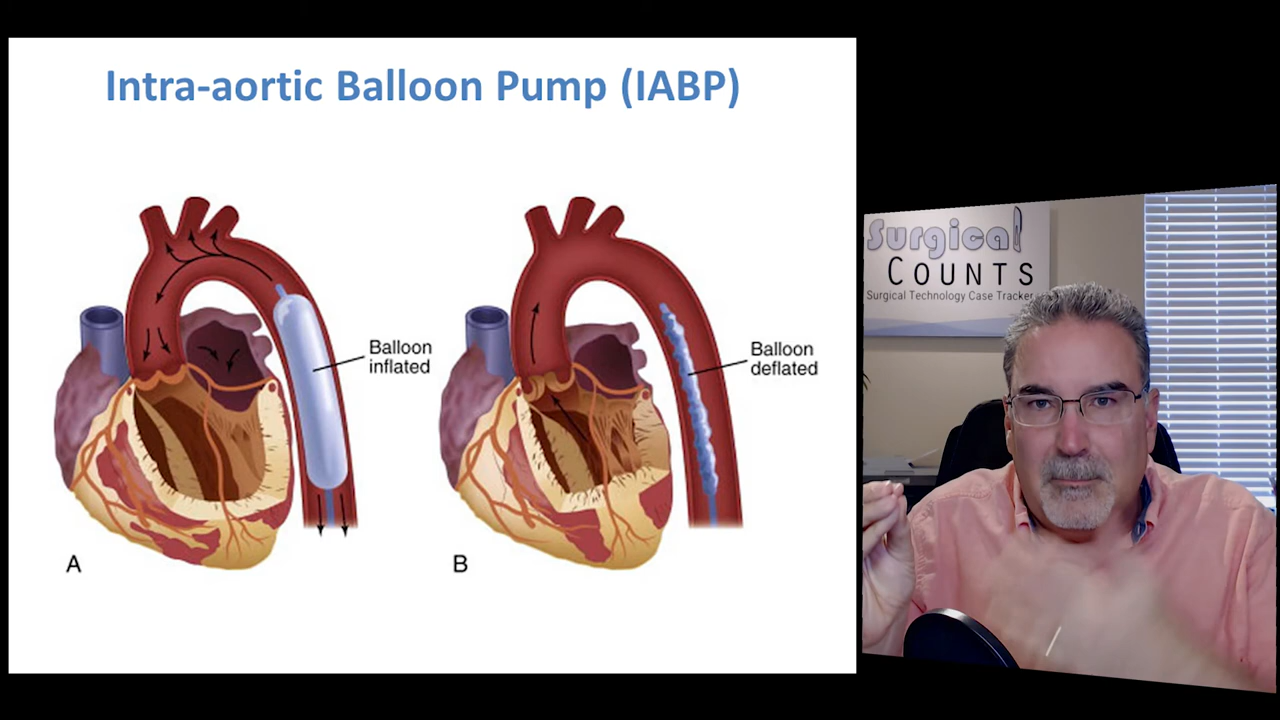 Intra-aortic Balloon Pump (IABP)
Balloon
inflated
Balloon
deflated
A
B
Surgical
COUNTS
Surgical Technology Case Tracker